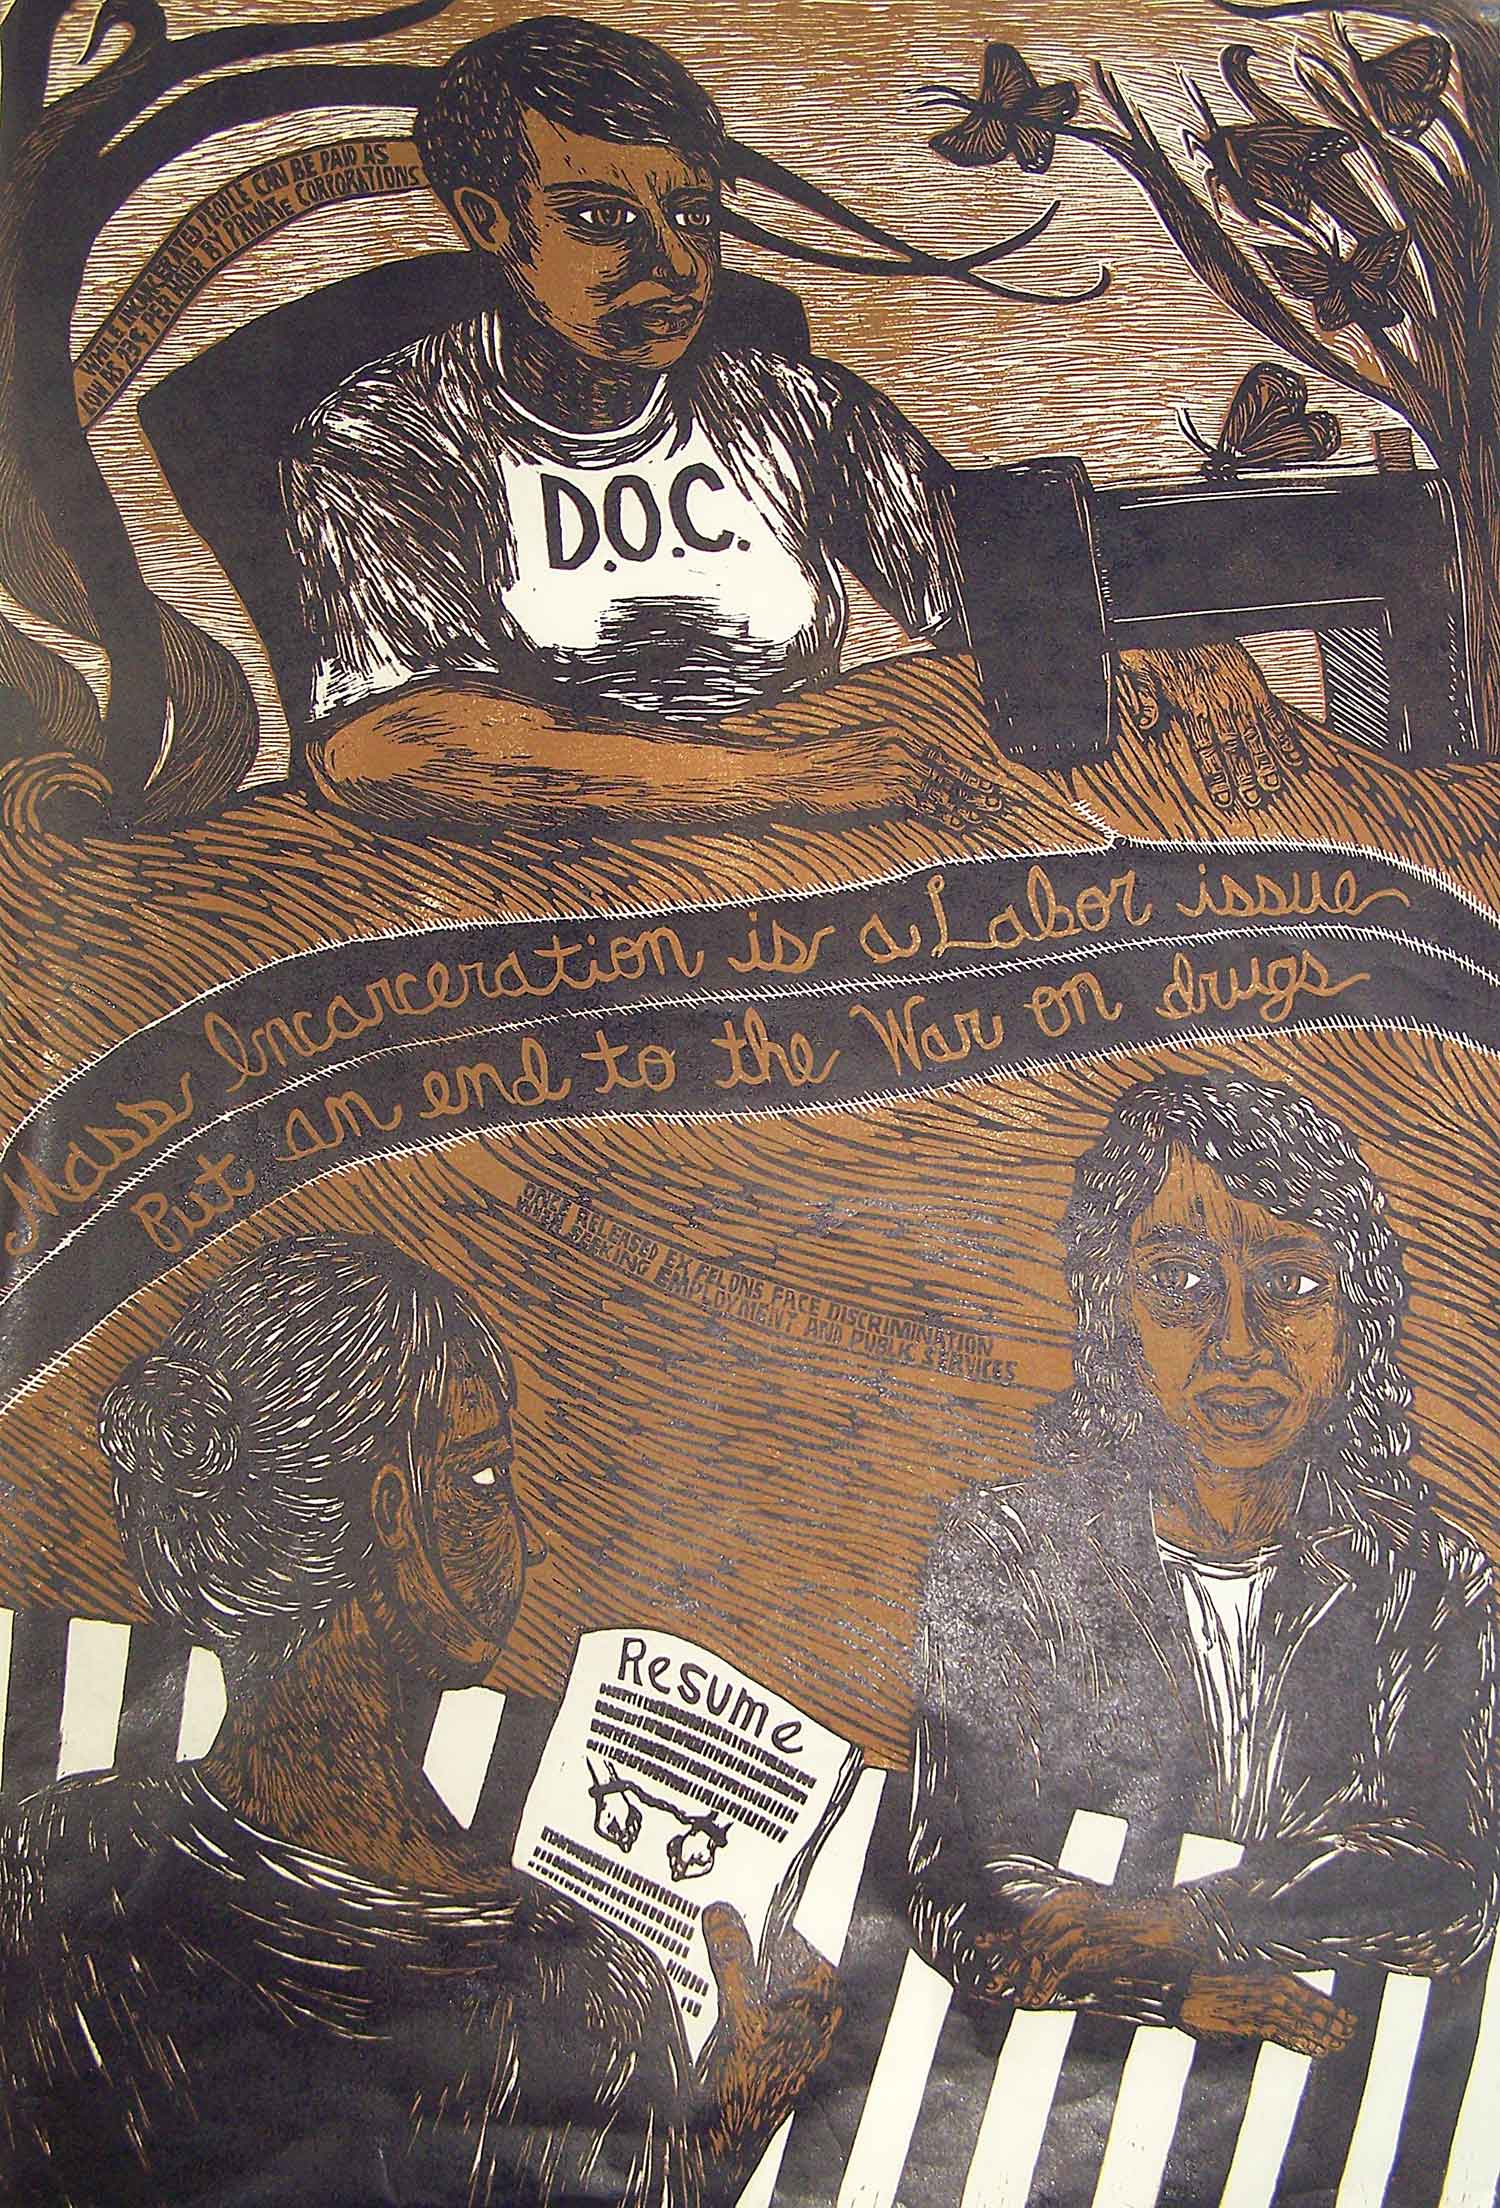 WHILE INCARCERATED PEOPLE CAN BE PAID AS
LOW AS 23¢ PER HOUR BY PRIVATE CORPORATIONS
D.O.C.
Mass Incarceration is a Labor issue
Put an end to the War on drugs
ONCE RELEASED EX FELONS FACE DISCRIMINATION
WHEN SEEKING EMPLOYMENT AND PUBLIC SERVICES
Resume